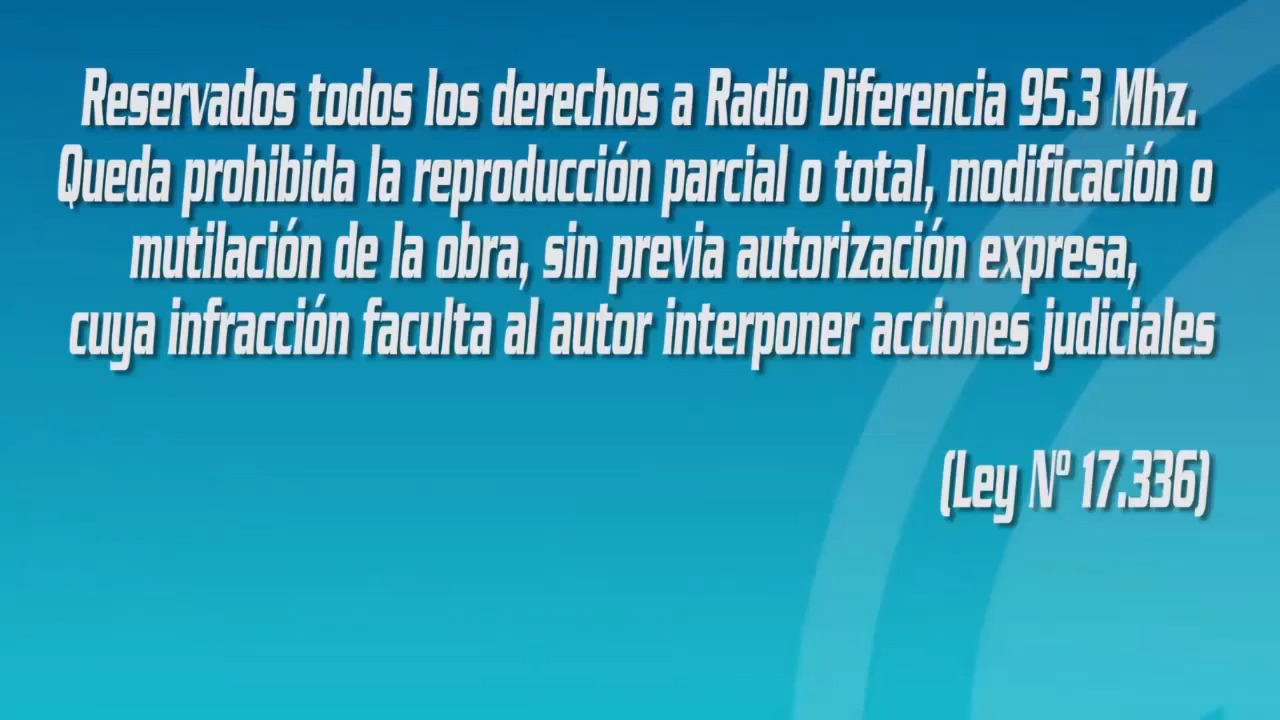 Reservados todos los derechos a Radio Diferencia 95.3 Mhz.
Queda prohibida la reproducción parcial o total, modificación o
mutilación de la obra, sin previa autorización expresa,
cuya infracción faculta al autor interponer acciones judiciales
(Ley Nº 17.336)